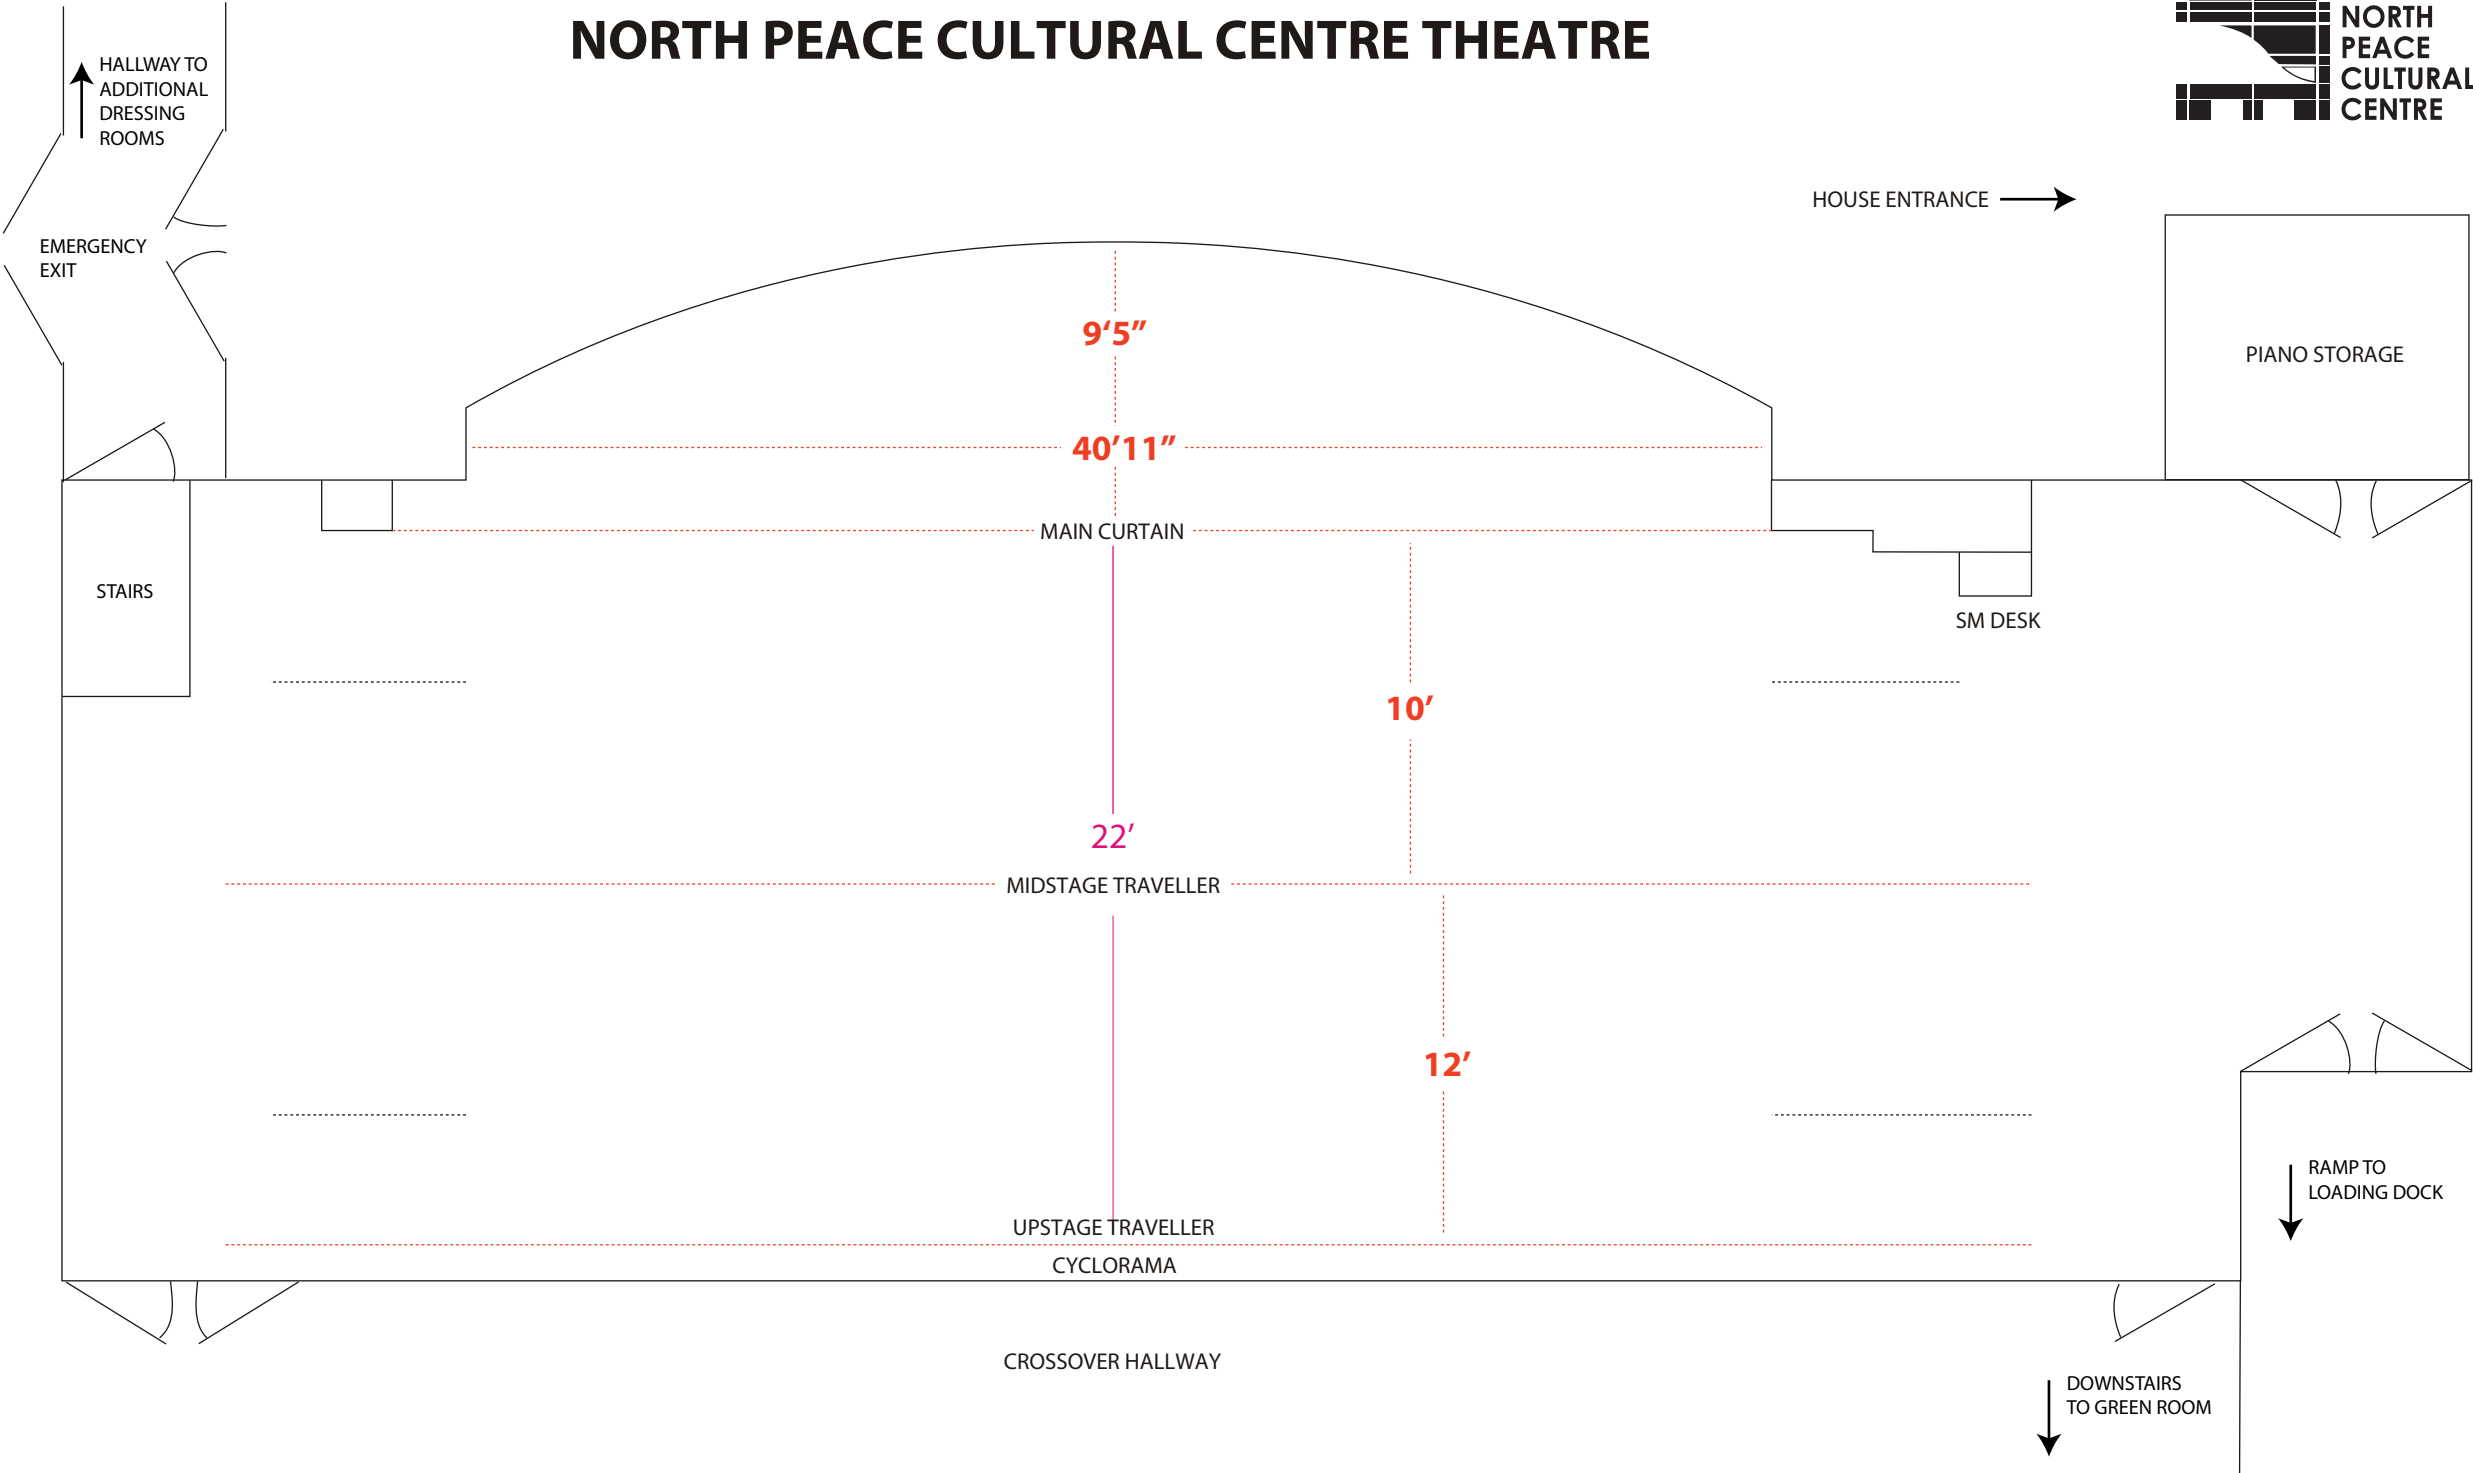 NORTH PEACE CULTURAL CENTRE THEATRE
NORTH
PEACE
CULTURAL
CENTRE
HALLWAY TO
ADDITIONAL
DRESSING
ROOMS
HOUSE ENTRANCE
EMERGENCY
EXIT
9‘5”
PIANO STORAGE
40’11”
MAIN CURTAIN
STAIRS
SM DESK
10’
22’
MIDSTAGE TRAVELLER
12’
RAMP TO
LOADING DOCK
UPSTAGE TRAVELLER
CYCLORAMA
CROSSOVER HALLWAY
DOWNSTAIRS
TO GREEN ROOM